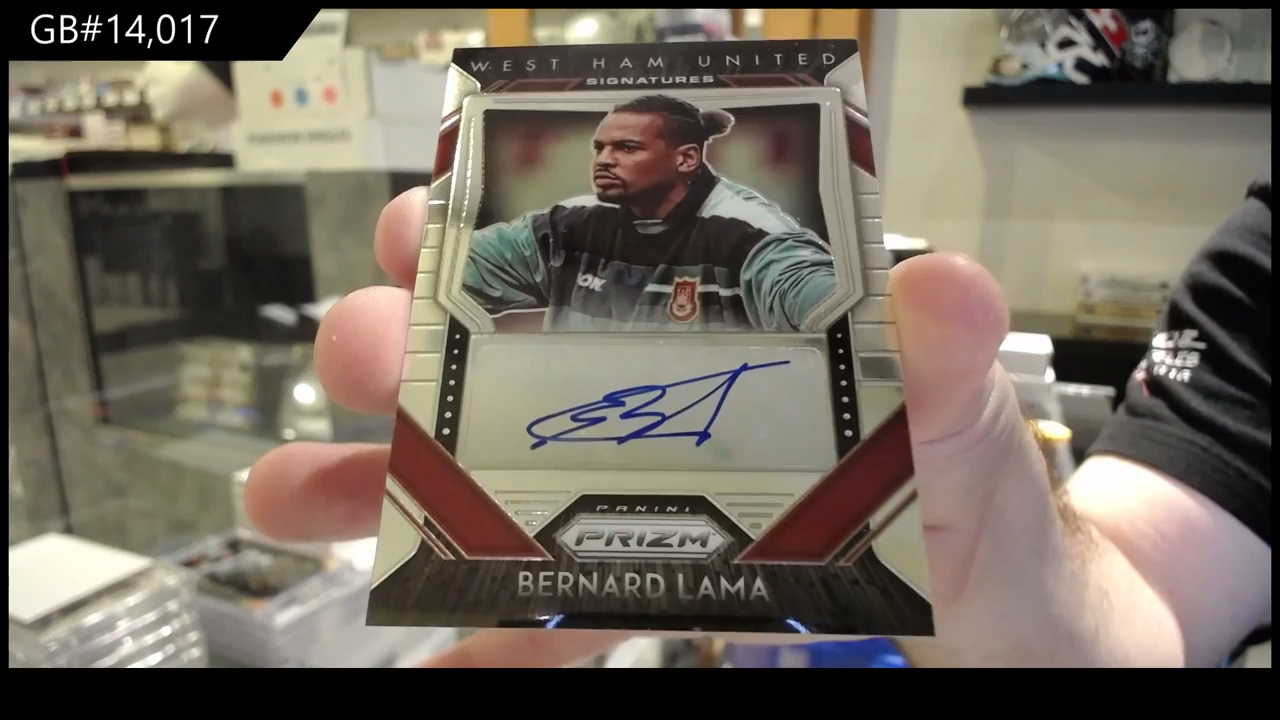 GB#14,017
WEST HAM UNITED
SIGNATURES
PANINI
PRIZM
BERNARD LAMA